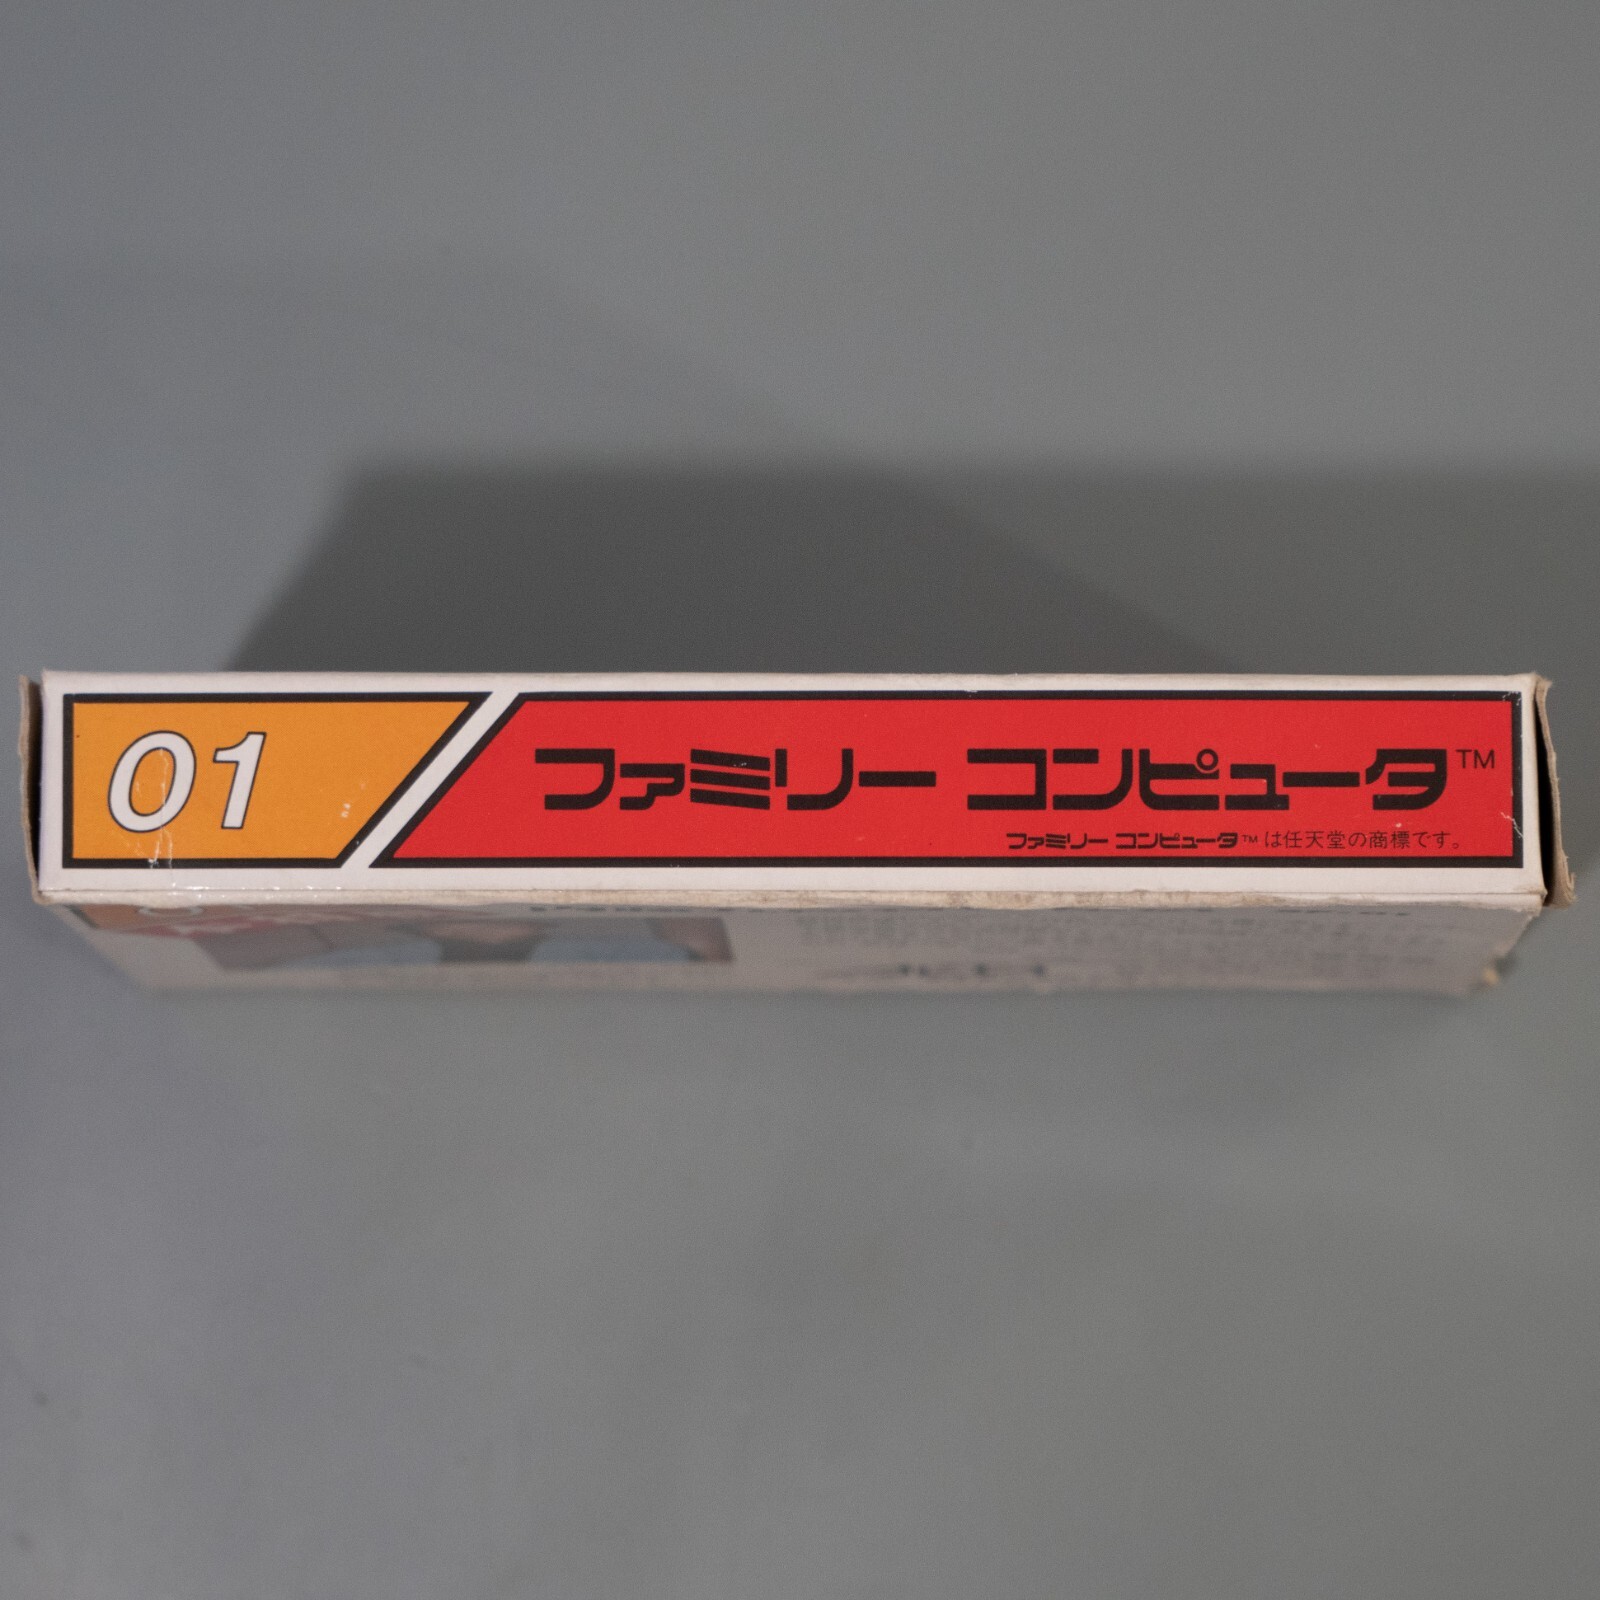 01
ファミリー コンピュータ™
ファミリー コンピュータ™は任天堂の商標です。